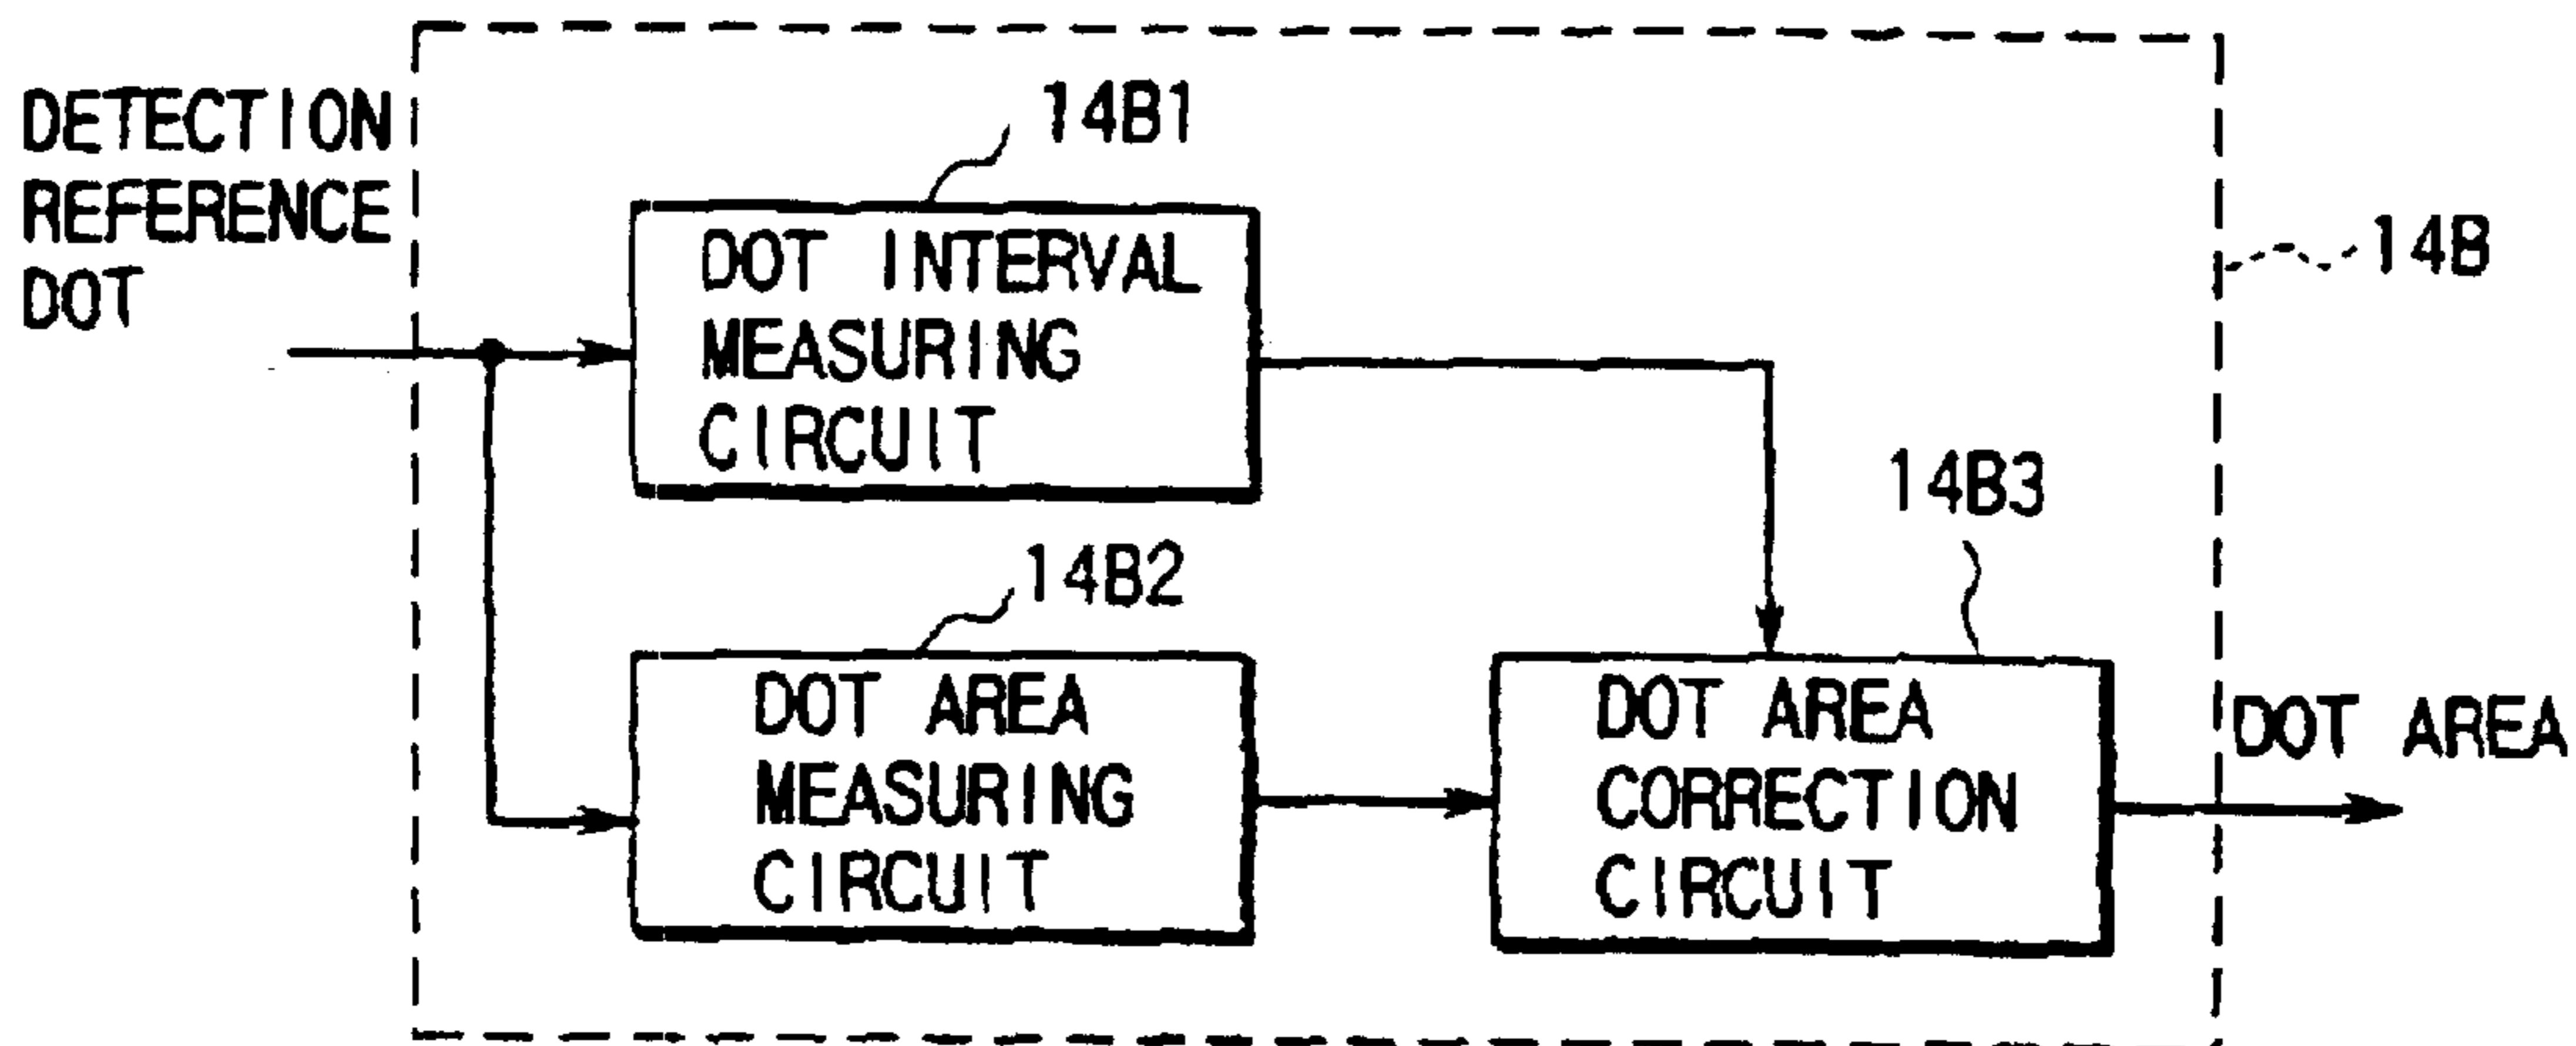 DETECTION
REFERENCE
DOT
14B1
DOT INTERVAL
MEASURING
CIRCUIT
14B
14B2
DOT AREA
MEASURING
CIRCUIT
14B3
DOT AREA
CORRECTION
CIRCUIT
DOT AREA